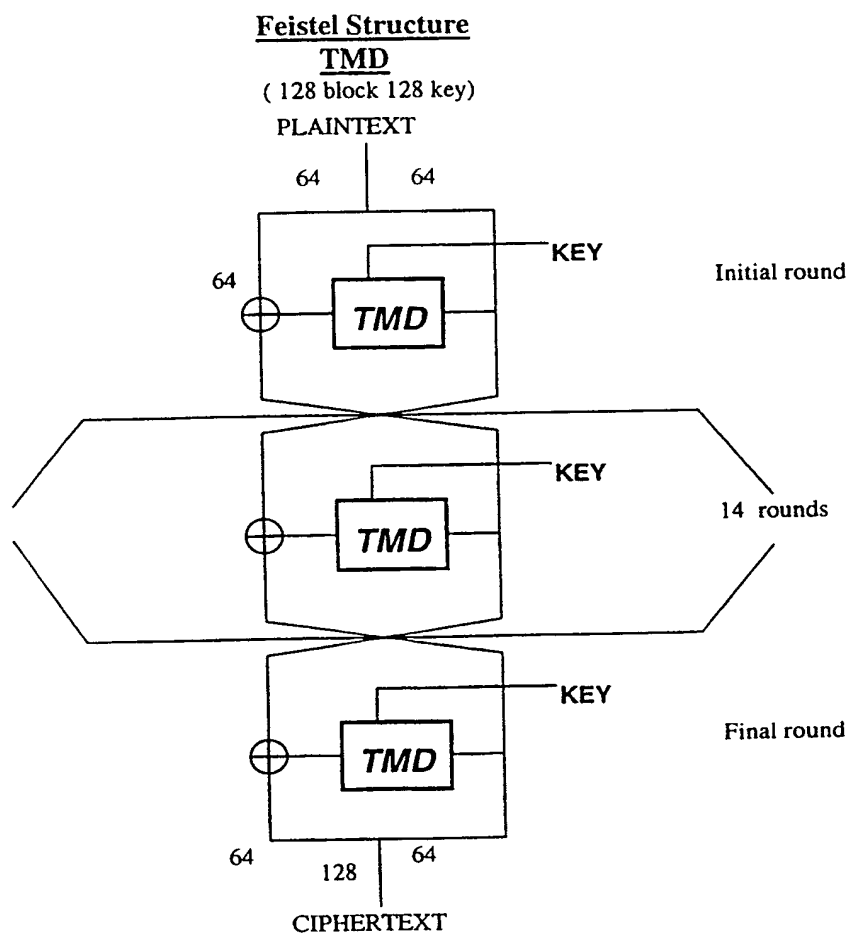 Feistel Structure
TMD
( 128 block 128 key)
PLAINTEXT
64 64
KEY
Initial round
64
TMD
KEY
14 rounds
TMD
KEY
Final round
TMD
64 64
128
CIPHERTEXT